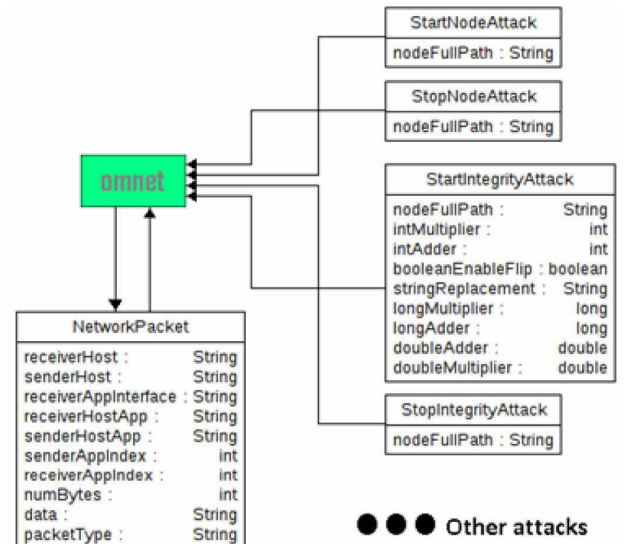 StartNodeAttack
nodeFullPath : String
StopNodeAttack
nodeFullPath : String
omnet
StartIntegrityAttack
nodeFullPath : String
intMultiplier : int
intAdder : int
booleanEnableFlip : boolean
stringReplacement : String
longMultiplier : long
longAdder : long
doubleAdder : double
doubleMultiplier : double
NetworkPacket
receiverHost : String
senderHost : String
receiverAppInterface : String
receiverHostApp : String
senderHostApp : String
senderAppIndex : int
receiverAppIndex : int
numBytes : int
data : String
packetType : String
StopIntegrityAttack
nodeFullPath : String
Other attacks